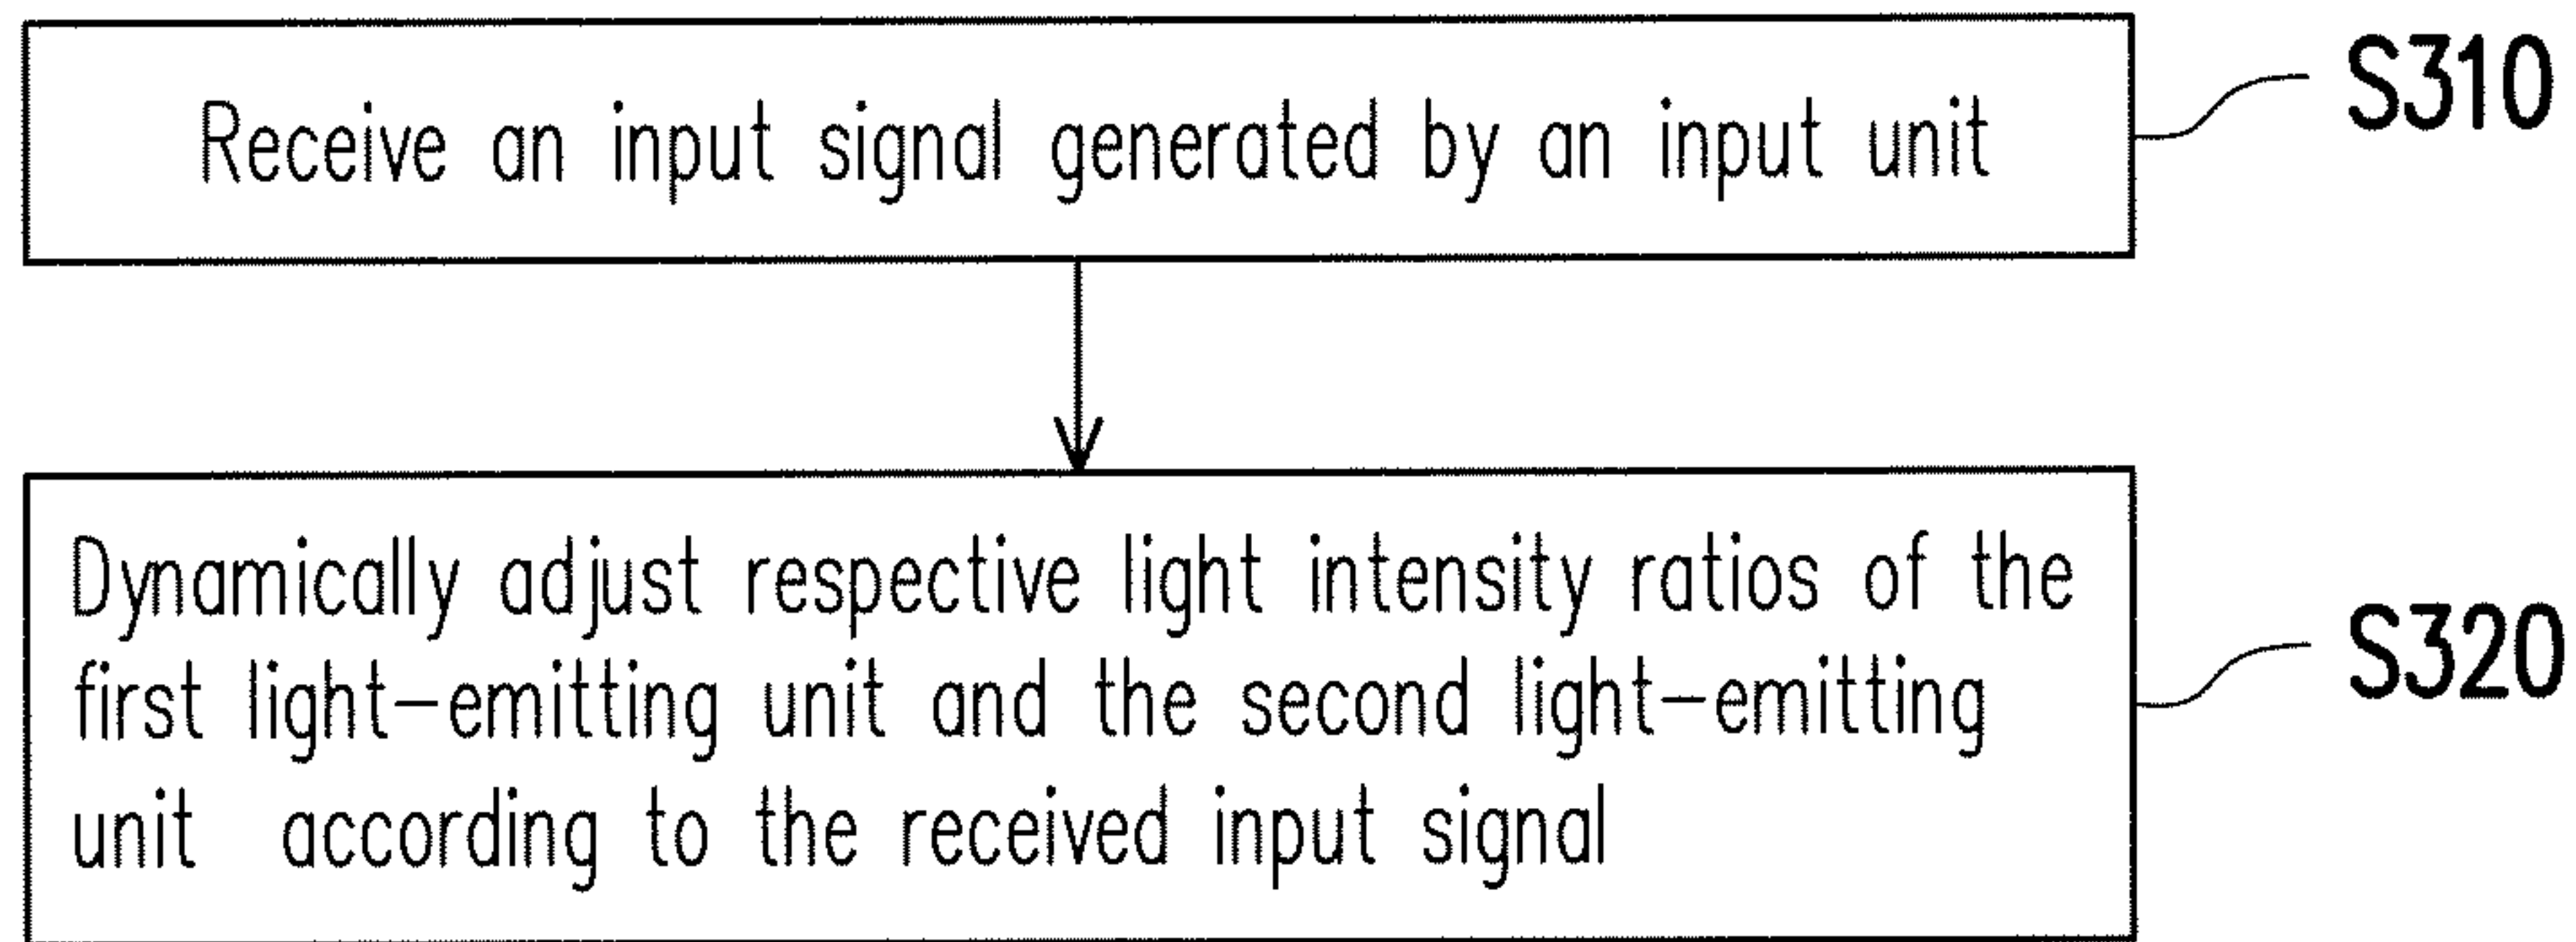 Receive an input signal generated by an input unit
S310
Dynamically adjust respective light intensity ratios of the
first light-emitting unit and the second light-emitting
unit according to the received input signal
S320